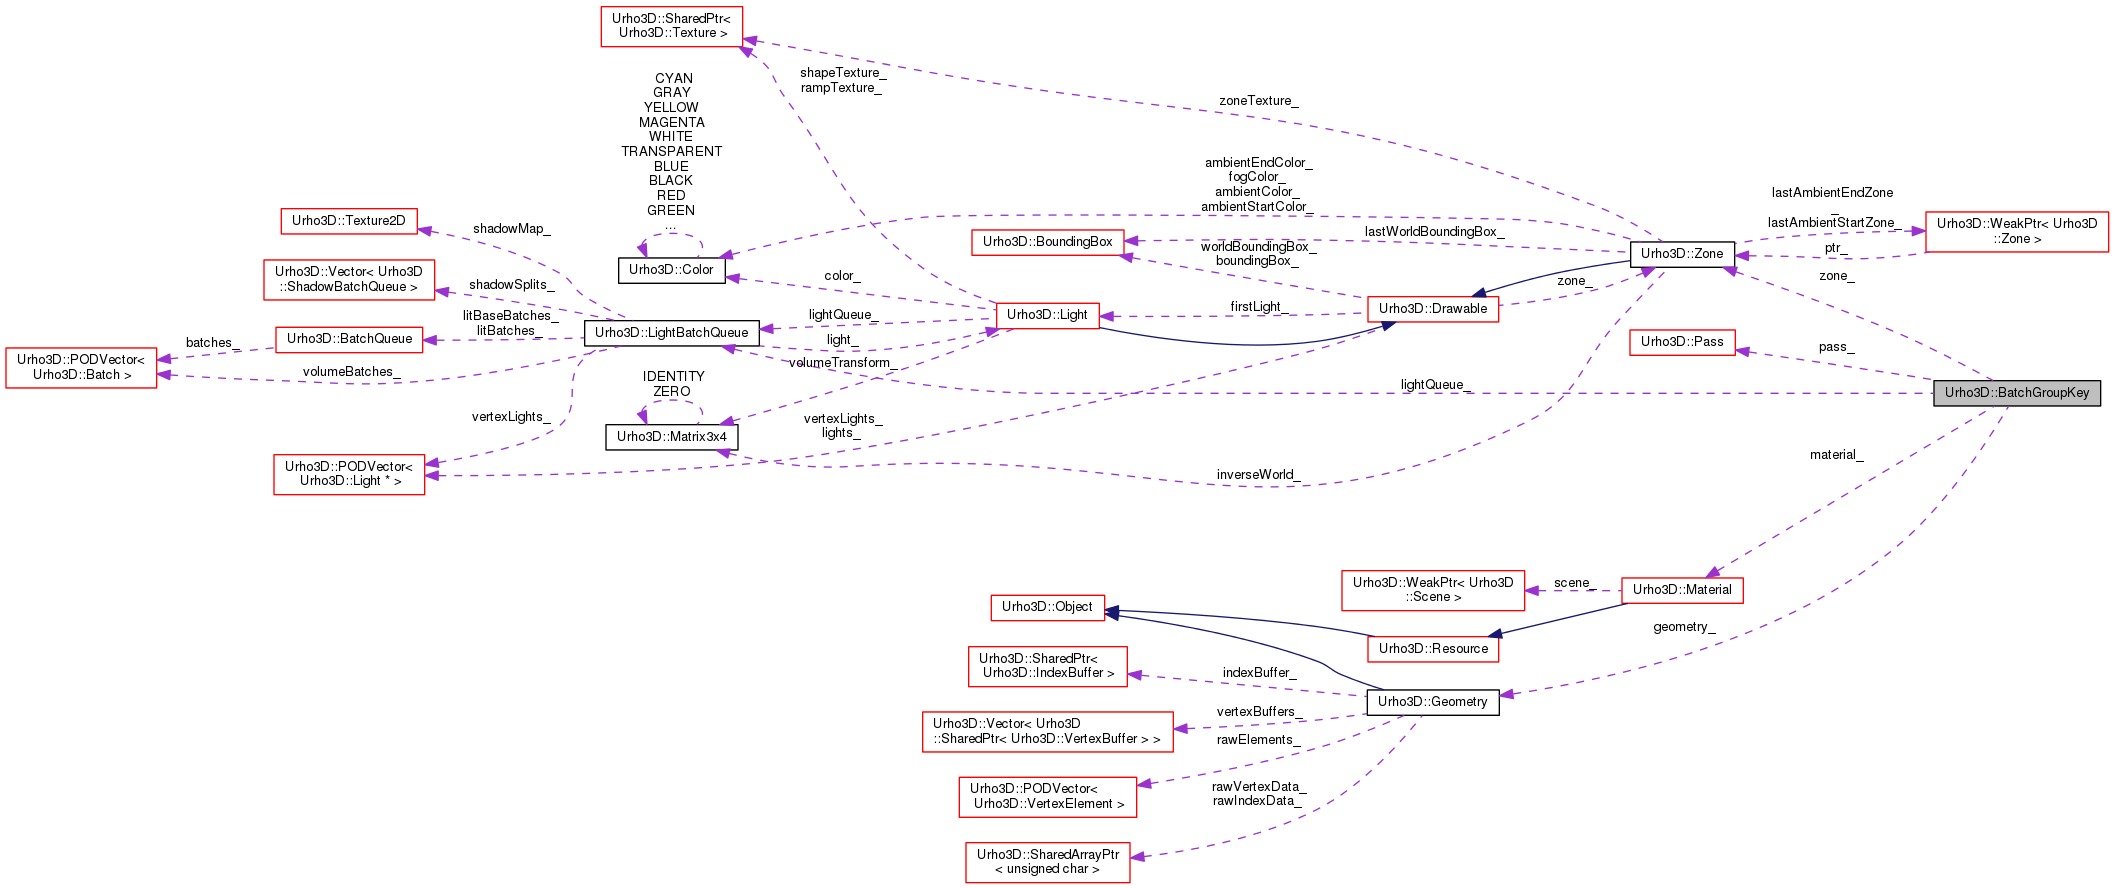 Urho3D::SharedPtr<
Urho3D::Texture >
CYAN
GRAY
YELLOW
MAGENTA
WHITE
TRANSPARENT
BLUE
BLACK
RED
GREEN
...
shapeTexture_
rampTexture_
zoneTexture_
ambientEndColor_
fogColor_
ambientColor_
ambientStartColor_
lastAmbientEndZone
_
lastAmbientStartZone_
Urho3D::WeakPtr< Urho3D
::Zone >
ptr_
Urho3D::Texture2D
shadowMap_
Urho3D::BoundingBox
lastWorldBoundingBox_
worldBoundingBox_
boundingBox_
Urho3D::Zone
Urho3D::Color
color_
Urho3D::Vector< Urho3D
::ShadowBatchQueue >
shadowSplits_
zone_
zone_
Urho3D::Light
firstLight_
Urho3D::Drawable
litBaseBatches_
litBatches_
Urho3D::LightBatchQueue
lightQueue_
light_
Urho3D::BatchQueue
batches_
Urho3D::PODVector<
Urho3D::Batch >
volumeBatches_
volumeTransform_
Urho3D::Pass
pass_
IDENTITY
ZERO
lightQueue_
Urho3D::BatchGroupKey
vertexLights_
vertexLights_
lights_
Urho3D::Matrix3x4
Urho3D::PODVector<
Urho3D::Light * >
inverseWorld_
material_
Urho3D::WeakPtr< Urho3D
::Scene >
scene_
Urho3D::Material
Urho3D::Object
geometry_
Urho3D::Resource
Urho3D::SharedPtr<
Urho3D::IndexBuffer >
indexBuffer_
Urho3D::Geometry
Urho3D::Vector< Urho3D
::SharedPtr< Urho3D::VertexBuffer > >
vertexBuffers_
rawElements_
Urho3D::PODVector<
Urho3D::VertexElement >
rawVertexData_
rawIndexData_
Urho3D::SharedArrayPtr
< unsigned char >